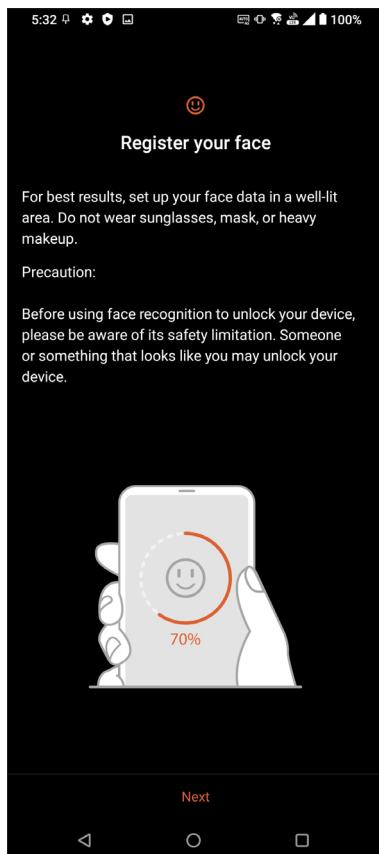 5:32
100%
Register your face
For best results, set up your face data in a well-lit
area. Do not wear sunglasses, mask, or heavy
makeup.
Precaution:
Before using face recognition to unlock your device,
please be aware of its safety limitation. Someone
or something that looks like you may unlock your
device.
70%
Next